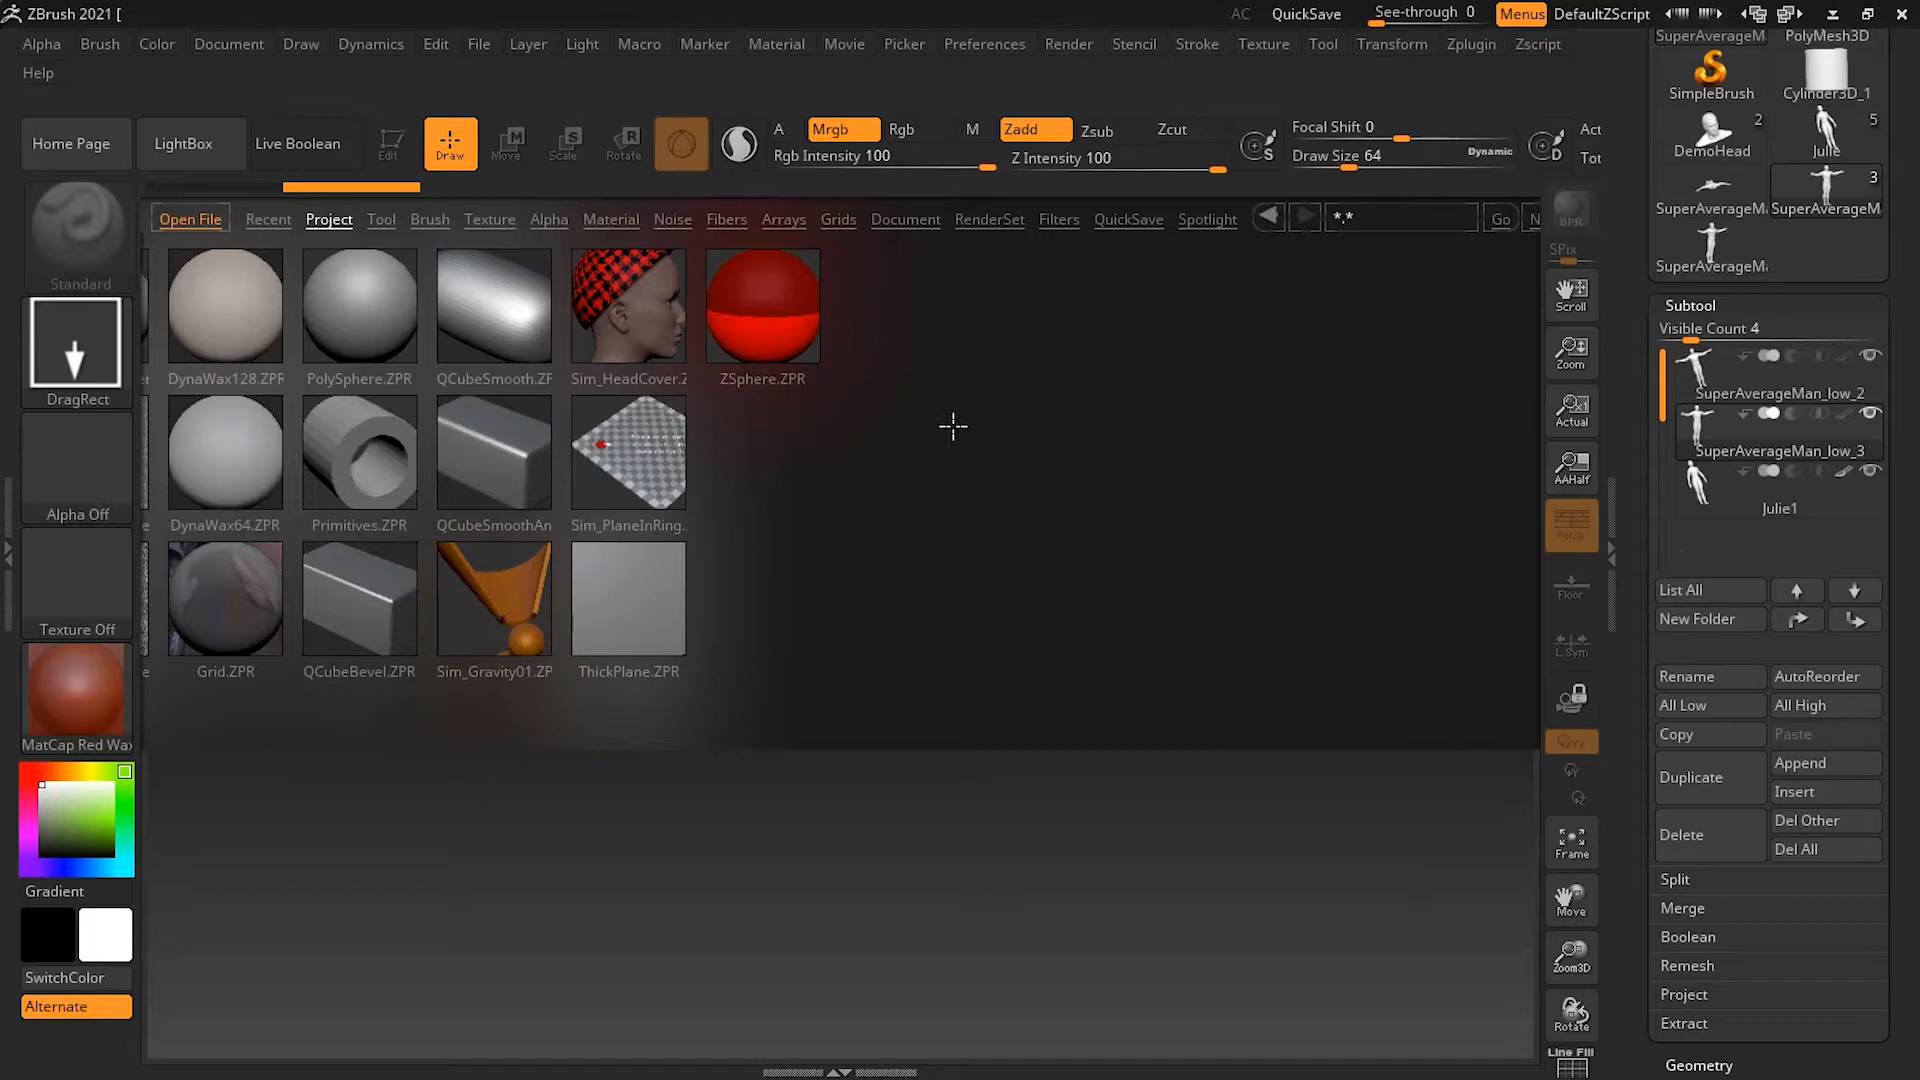 ZBrush 2021 [
AC QuickSave See-through 0 Menus DefaultZScript
Alpha Brush Color Document Draw Dynamics Edit File Layer Light Macro Marker Material Movie Picker Preferences Render Stencil Stroke Texture Tool Transform Zplugin Zscript
Help
Home Page LightBox Live Boolean Edit Draw Move Scale Rotate
A Mrgb Rgb M Zadd Zsub Zcut
Rgb Intensity 100 Z Intensity 100
S Focal Shift 0
Draw Size 64 Dynamic
D Act
Tot
Open File Recent Project Tool Brush Texture Alpha Material Noise Fibers Arrays Grids Document RenderSet Filters QuickSave Spotlight *.* Go N
DynaWax128.ZPR PolySphere.ZPR QCubeSmooth.ZP Sim_HeadCover.Z ZSphere.ZPR
DynaWax64.ZPR Primitives.ZPR QCubeSmoothAn Sim_PlaneInRing.
Grid.ZPR QCubeBevel.ZPR Sim_Gravity01.ZP ThickPlane.ZPR
Standard
DragRect
Alpha Off
Texture Off
MatCap Red Wax
Gradient
SwitchColor
Alternate
BPR
SPix
Scroll
Zoom
Actual
AAHalf
Persp
Floor
L.Sym
XYZ
Frame
Move
Zoom3D
Rotate
Line Fill
SuperAverageM PolyMesh3D
SimpleBrush Cylinder3D_1
2 5
DemoHead Julie
3
SuperAverageM SuperAverageM
SuperAverageM
Subtool
Visible Count 4
SuperAverageMan_low_2
SuperAverageMan_low_3
Julie1
List All
New Folder
Rename AutoReorder
All Low All High
Copy Paste
Duplicate Append
Insert
Delete Del Other
Del All
Split
Merge
Boolean
Remesh
Project
Extract
Geometry